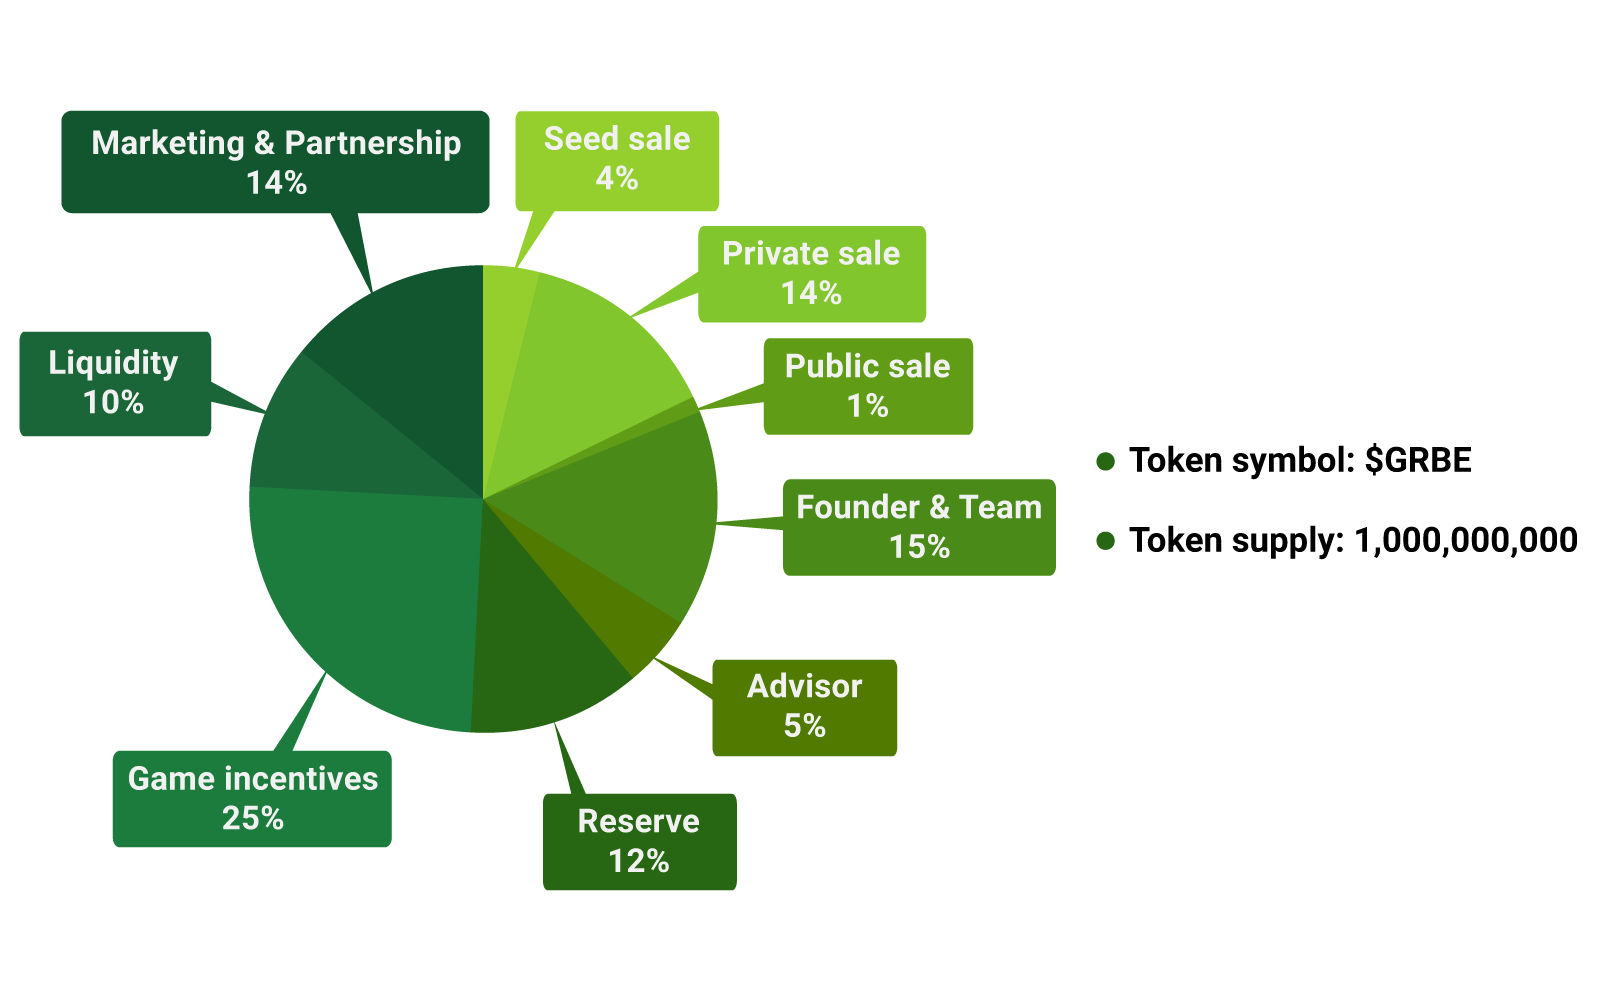 Marketing & Partnership
14%
Seed sale
4%
Private sale
14%
Public sale
1%
Liquidity
10%
Founder & Team
15%
Advisor
5%
Game incentives
25%
Reserve
12%
Token symbol: $GRBE
Token supply: 1,000,000,000